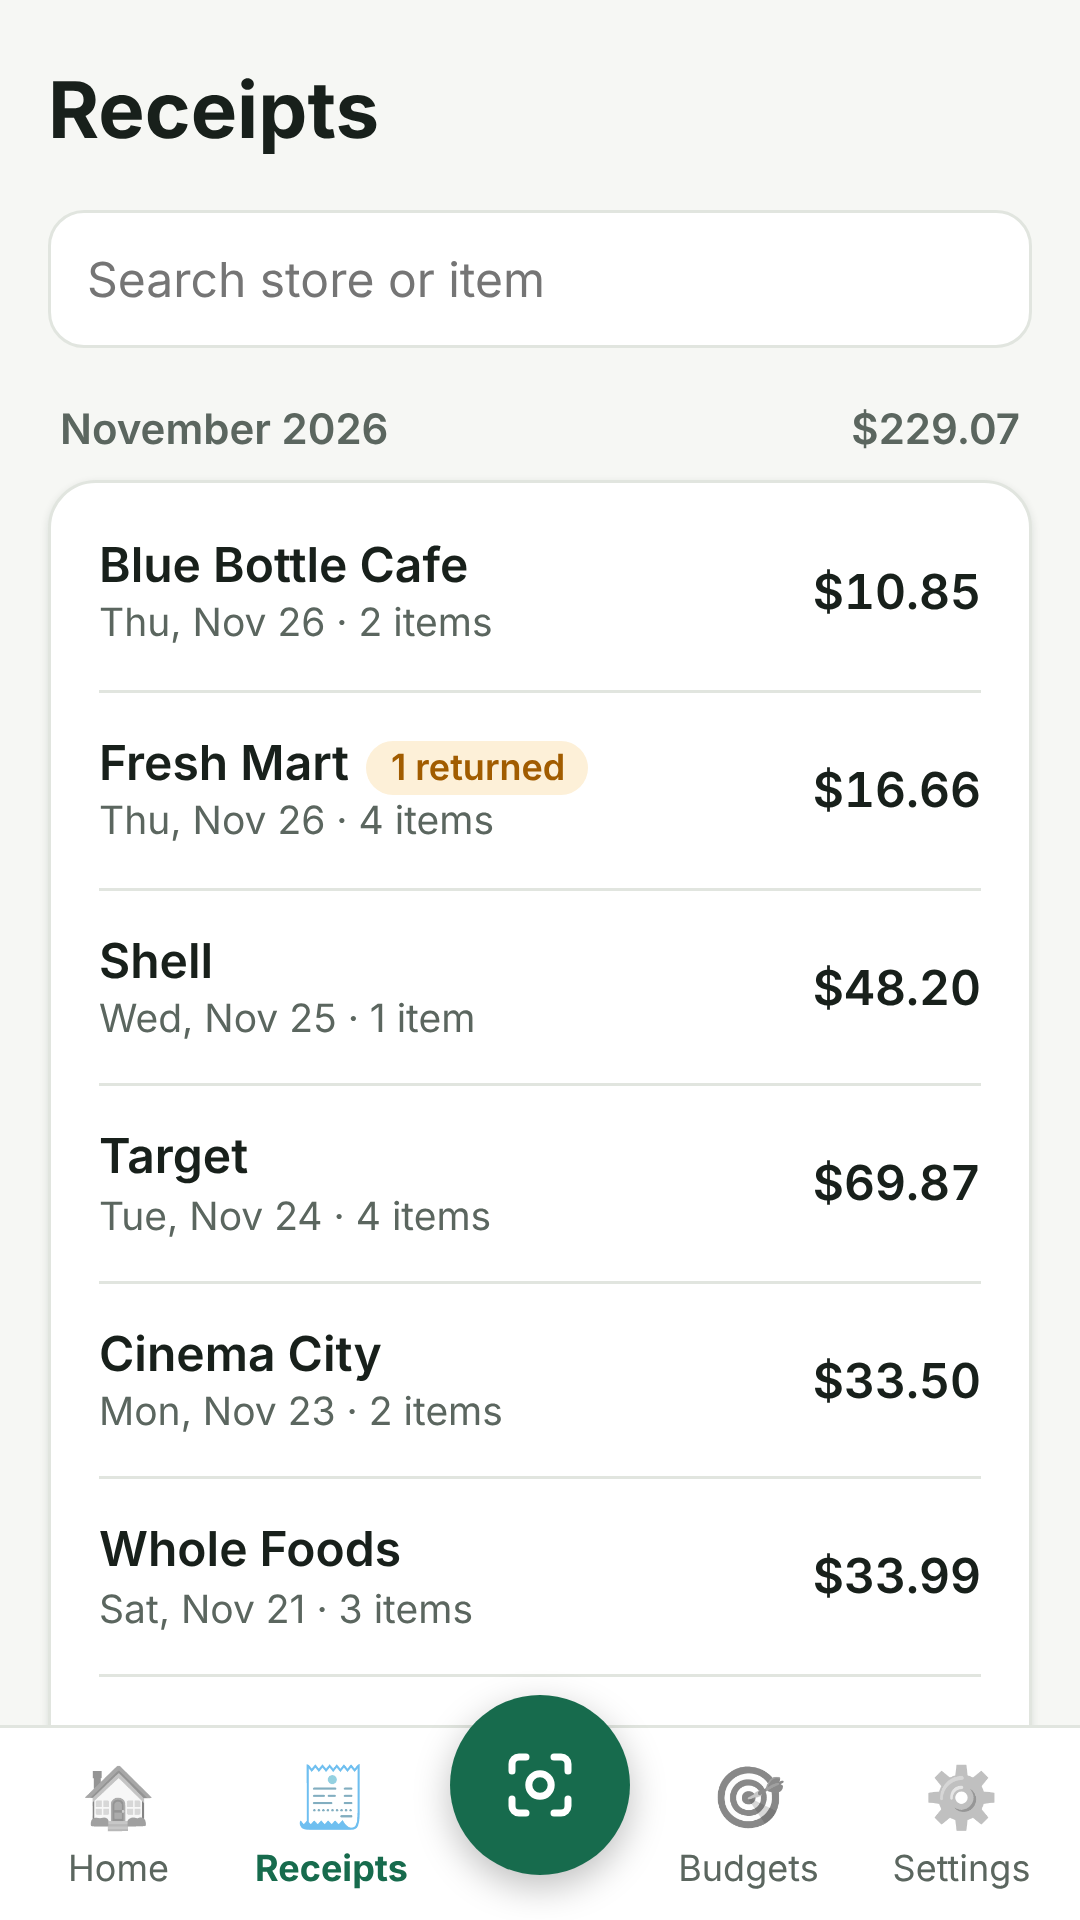 Receipts
Search store or item
November 2026 $229.07
Blue Bottle Cafe
Thu, Nov 26 · 2 items
$10.85
Fresh Mart 1 returned
Thu, Nov 26 · 4 items
$16.66
Shell
Wed, Nov 25 · 1 item
$48.20
Target
Tue, Nov 24 · 4 items
$69.87
Cinema City
Mon, Nov 23 · 2 items
$33.50
Whole Foods
Sat, Nov 21 · 3 items
$33.99
Home Receipts Budgets Settings